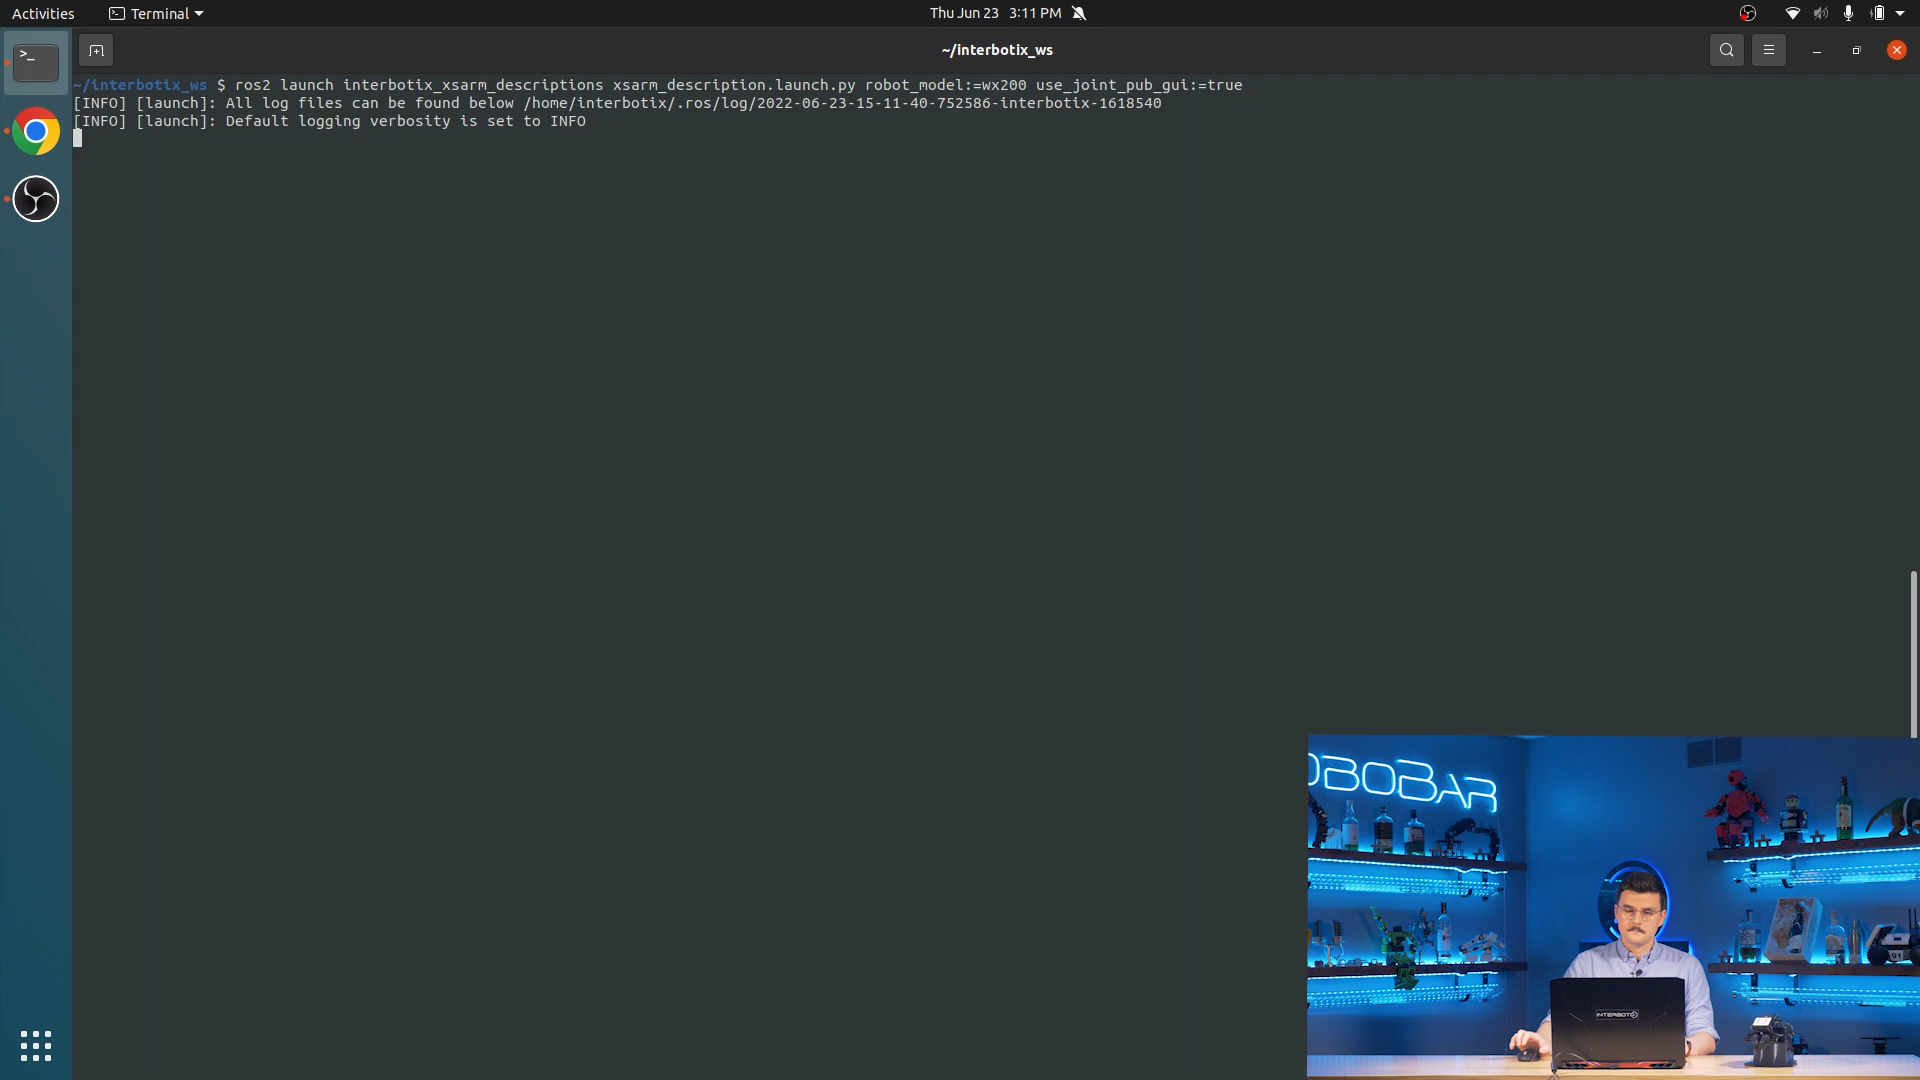 Activities
Terminal
Thu Jun 23 3:11 PM
~/interbotix_ws
~/interbotix_ws $ ros2 launch interbotix_xsarm_descriptions xsarm_description.launch.py robot_model:=wx200 use_joint_pub_gui:=true
[INFO] [launch]: All log files can be found below /home/interbotix/.ros/log/2022-06-23-15-11-40-752586-interbotix-1618540
[INFO] [launch]: Default logging verbosity is set to INFO
OBOBAR
INTERBOTIX
01